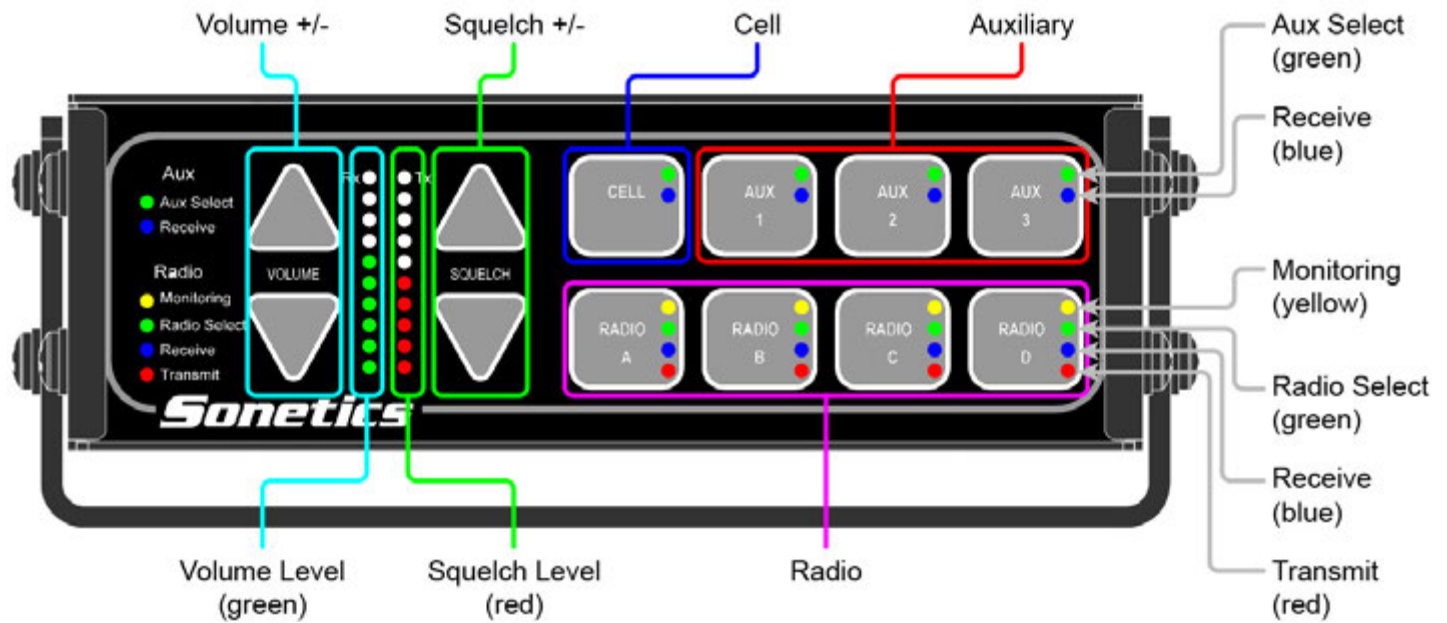 Volume +/-
Squelch +/-
Cell
Auxiliary
Aux Select
(green)
Receive
(blue)
Monitoring
(yellow)
Radio Select
(green)
Receive
(blue)
Transmit
(red)
Aux
Aux Select
Receive
Radio
Monitoring
Radio Select
Receive
Transmit
VOLUME
Rx
Tx
SQUELCH
CELL
AUX
1
AUX
2
AUX
3
RADIO
A
RADIO
B
RADIO
C
RADIO
D
Sonetics
Volume Level
(green)
Squelch Level
(red)
Radio